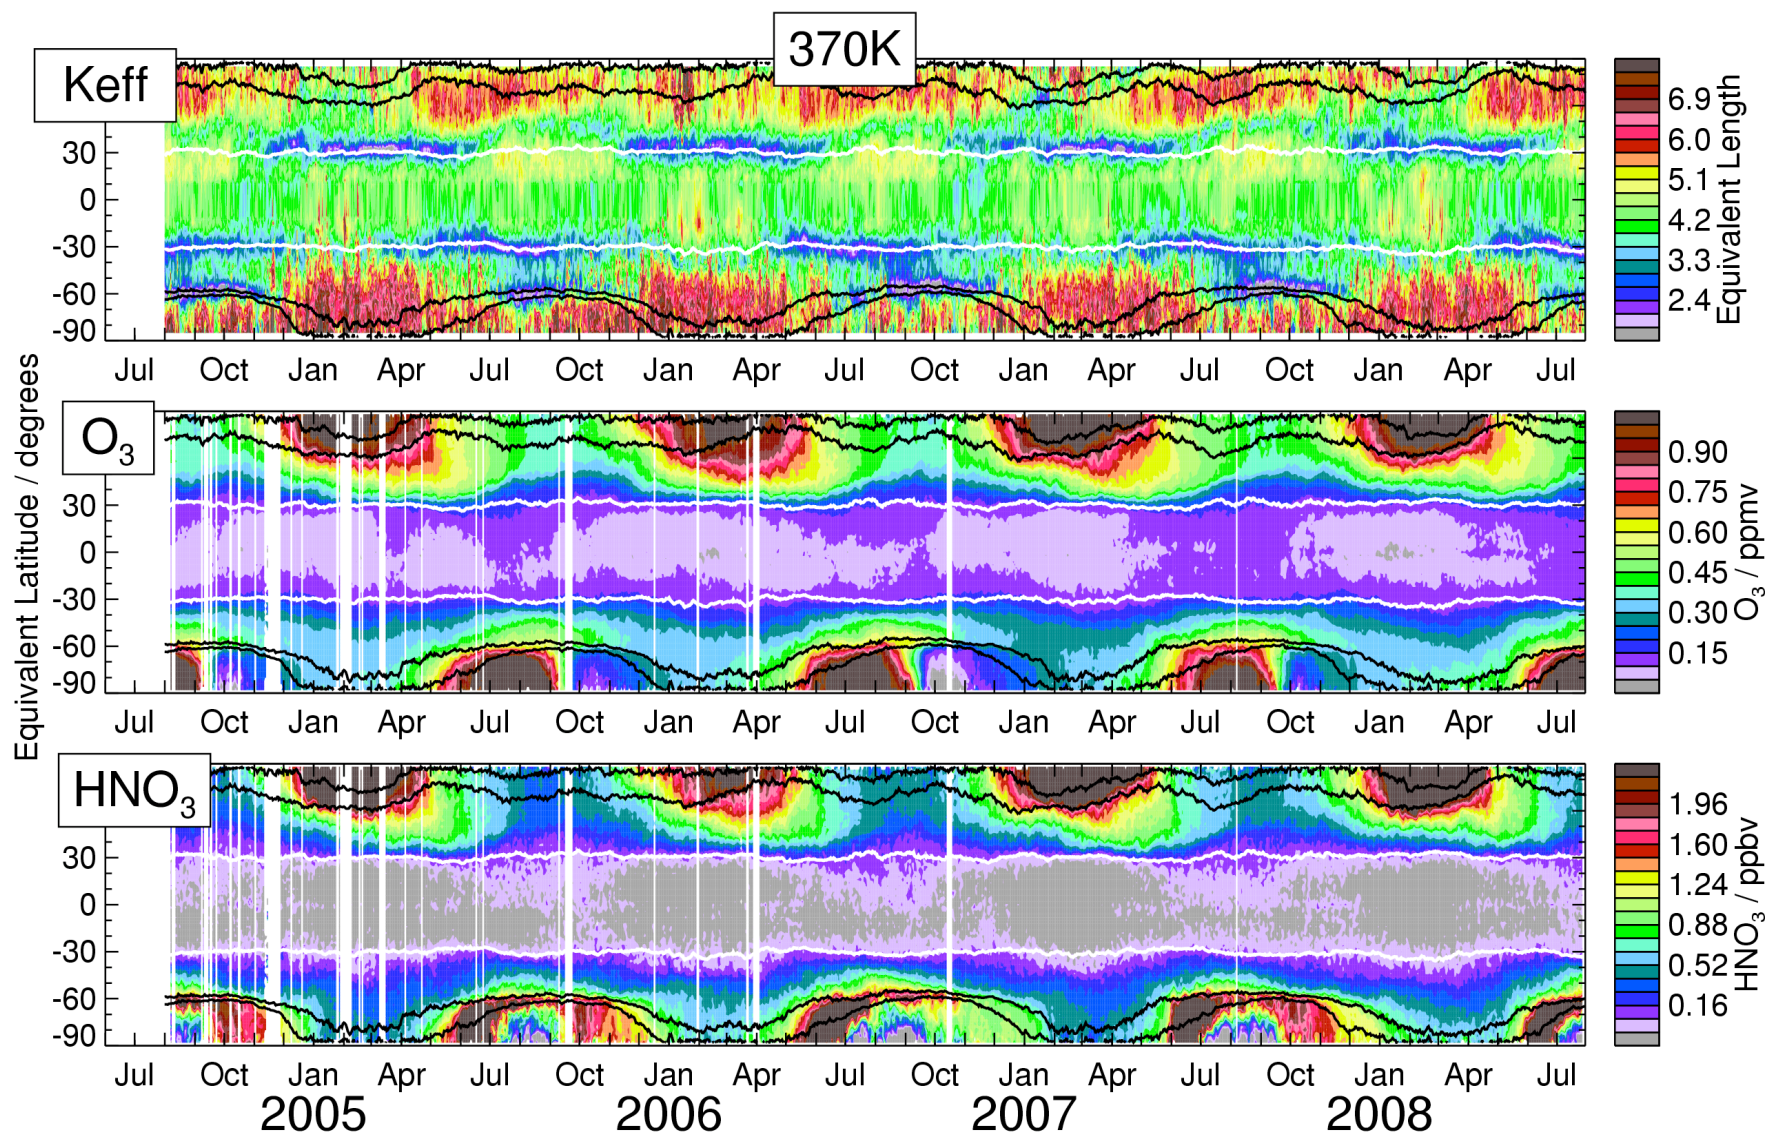 370K
Keff
30
0
-30
-60
-90
Jul Oct Jan Apr Jul Oct Jan Apr Jul Oct Jan Apr Jul Oct Jan Apr Jul
6.9
6.0
5.1
4.2
3.3
2.4
Equivalent Length
Equivalent Latitude / degrees
O₃
30
0
-30
-60
-90
Jul Oct Jan Apr Jul Oct Jan Apr Jul Oct Jan Apr Jul Oct Jan Apr Jul
0.90
0.75
0.60
0.45
0.30
0.15
O₃ / ppmv
HNO₃
30
0
-30
-60
-90
Jul Oct Jan Apr Jul Oct Jan Apr Jul Oct Jan Apr Jul Oct Jan Apr Jul
2005 2006 2007 2008
1.96
1.60
1.24
0.88
0.52
0.16
HNO₃ / ppbv